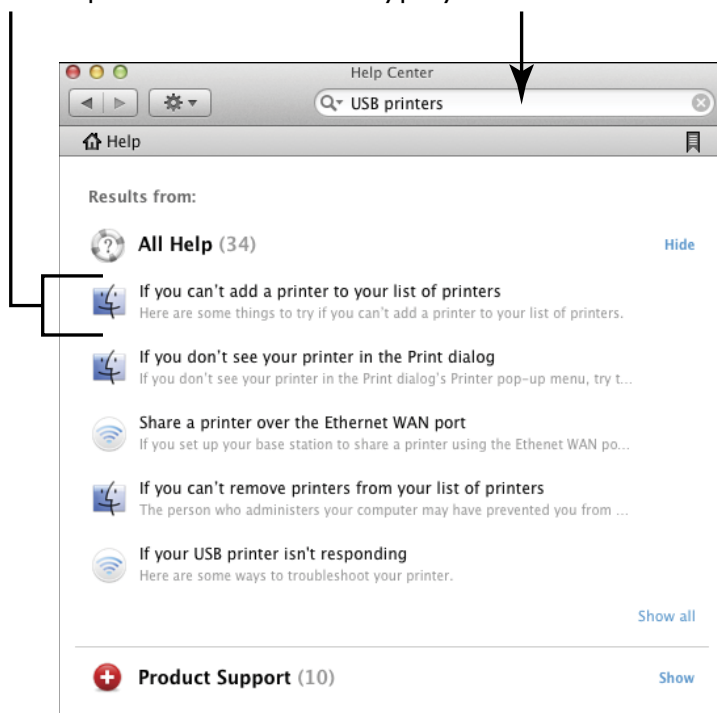 Help Center
USB printers
Help
Results from:
All Help (34)
Hide
If you can't add a printer to your list of printers
Here are some things to try if you can't add a printer to your list of printers.
If you don't see your printer in the Print dialog
If you don't see your printer in the Print dialog's Printer pop-up menu, try t...
Share a printer over the Ethernet WAN port
If you set up your base station to share a printer using the Ethenet WAN po...
If you can't remove printers from your list of printers
The person who administers your computer may have prevented you from ...
If your USB printer isn't responding
Here are some ways to troubleshoot your printer.
Show all
Product Support (10)
Show